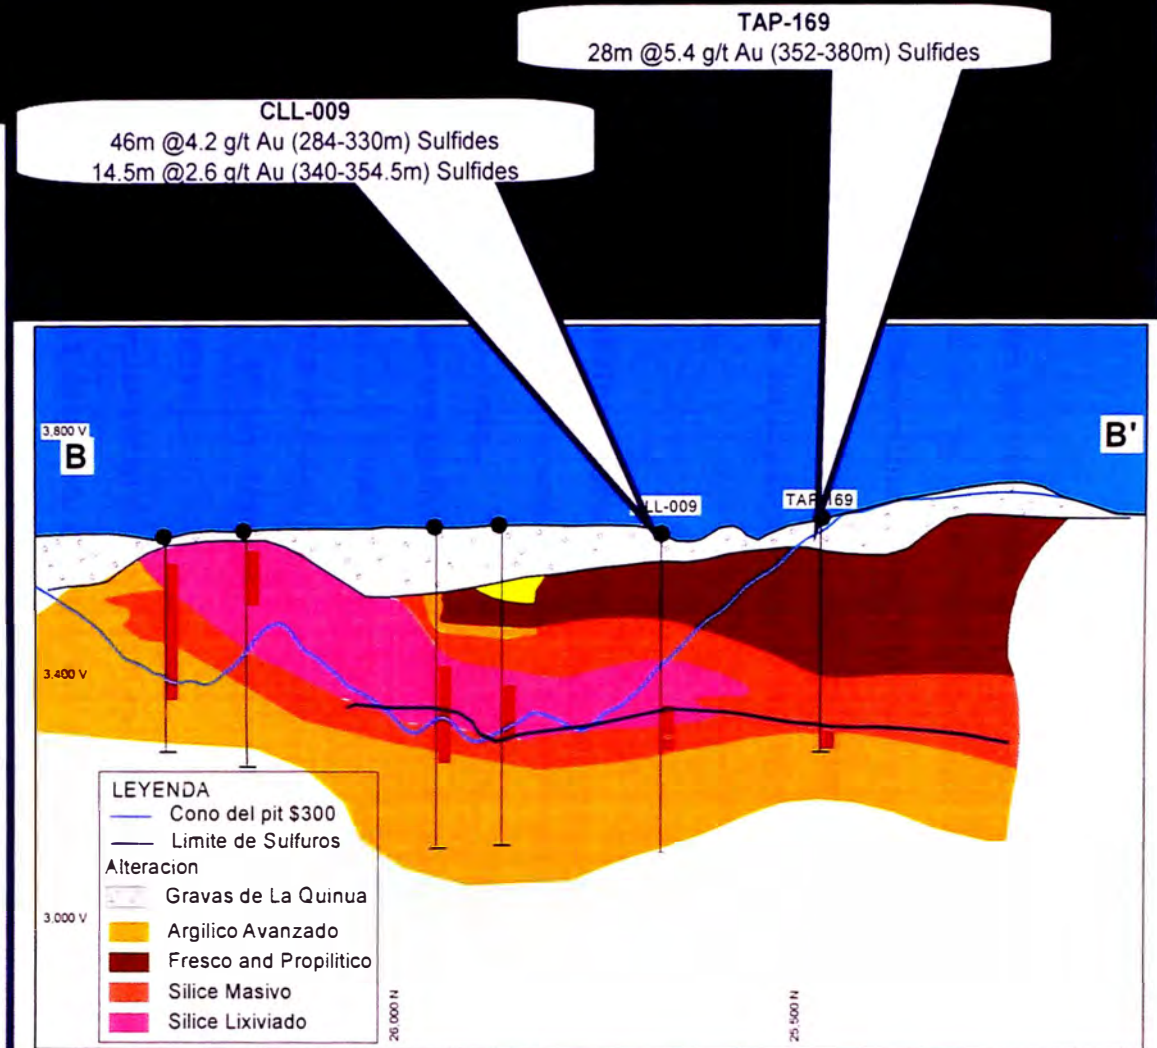 TAP-169
28m @5.4 g/t Au (352-380m) Sulfides
CLL-009
46m @4.2 g/t Au (284-330m) Sulfides
14.5m @2.6 g/t Au (340-354.5m) Sulfides
3,800 V
B
B'
LL-009
TAP-169
3,400 V
LEYENDA
Cono del pit $300
Limite de Sulfuros
Alteracion
Gravas de La Quinua
3,000 V
Argilico Avanzado
Fresco and Propilitico
Silice Masivo
Silice Lixiviado
26,000 N
25,500 N